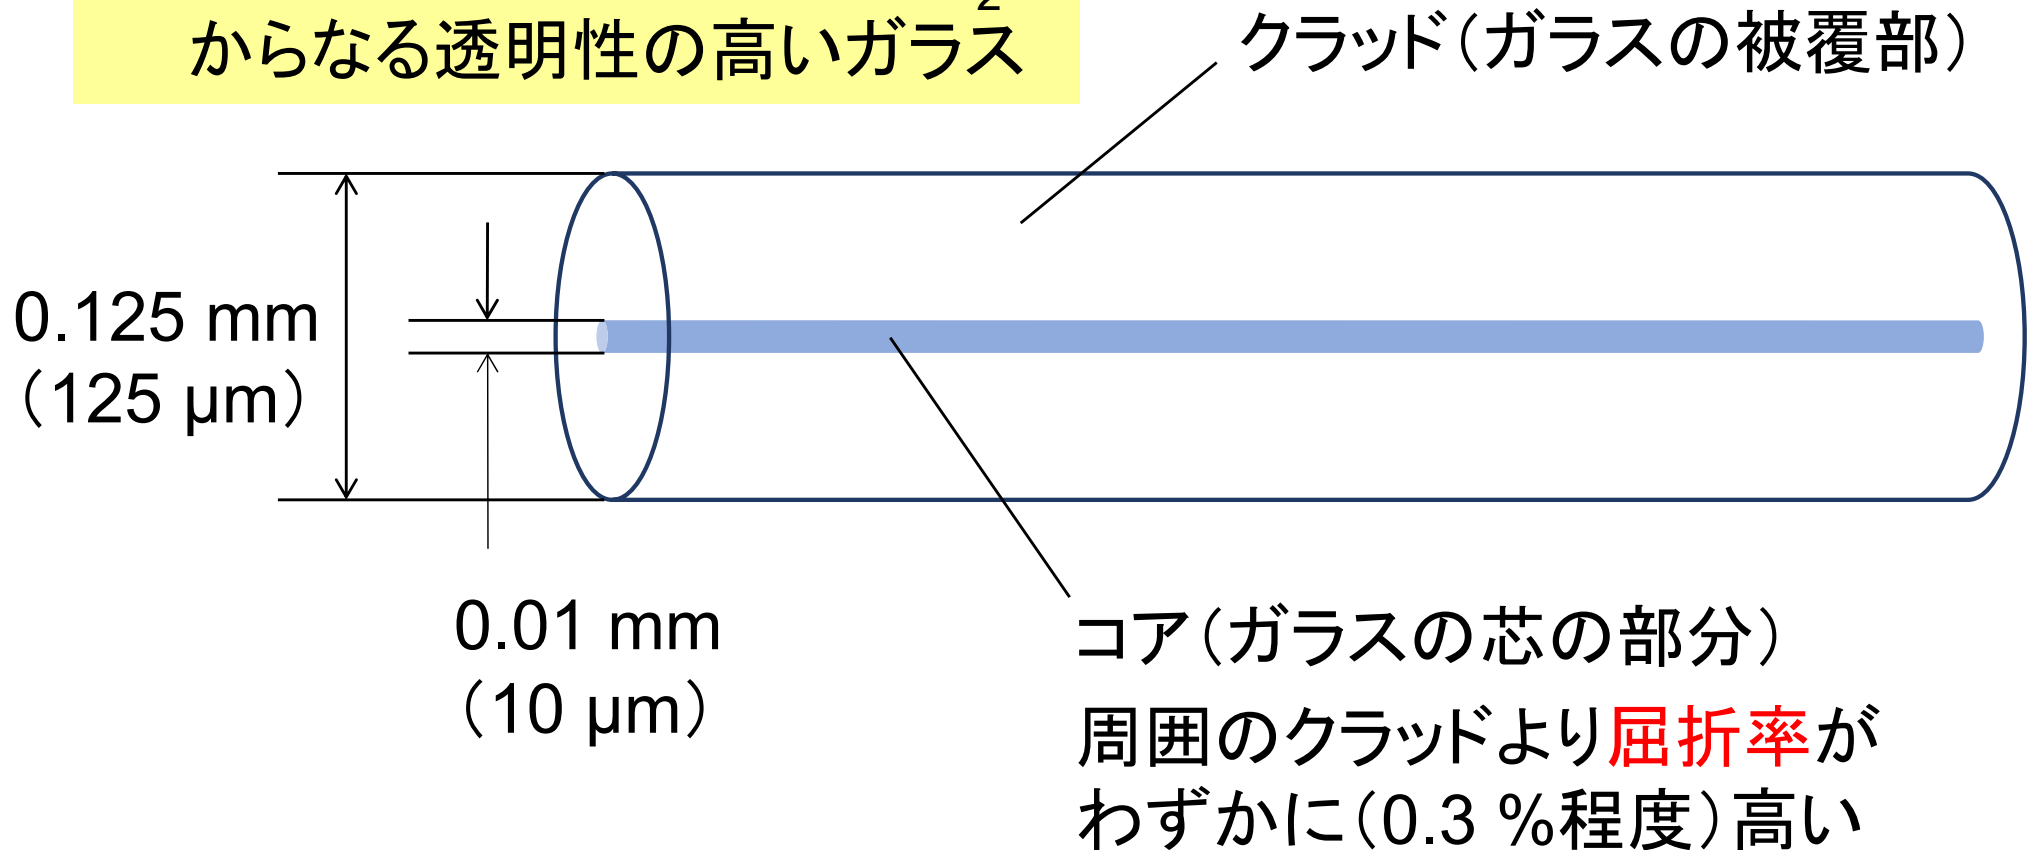 からなる透明性の高いガラス
クラッド（ガラスの被覆部）
0.125 mm
（125 μm）
0.01 mm
（10 μm）
コア（ガラスの芯の部分）
周囲のクラッドより屈折率が
わずかに（0.3 %程度）高い